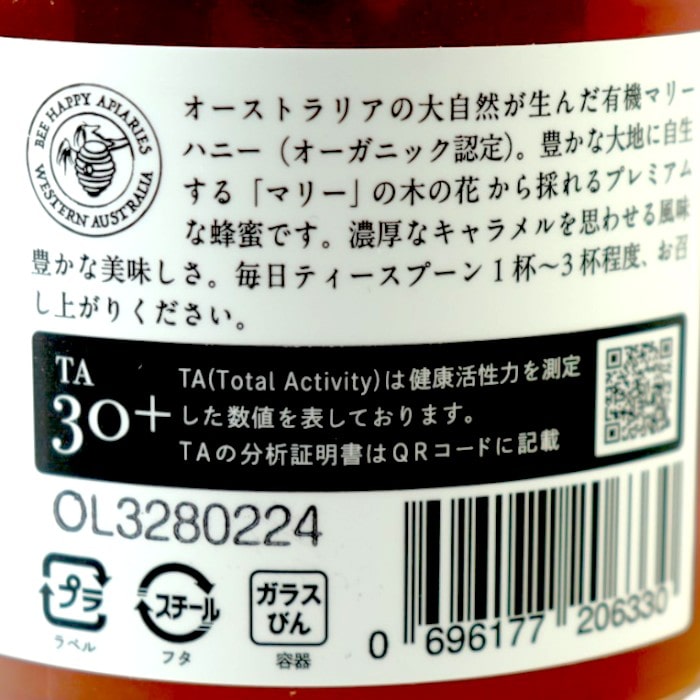 BEE HAPPY APIARIES
WESTERN AUSTRALIA
オーストラリアの大自然が生んだ有機マリー
ハニー（オーガニック認定）。豊かな大地に自生
する「マリー」の木の花から採れるプレミアム
な蜂蜜です。濃厚なキャラメルを思わせる風味
豊かな美味しさ。毎日ティースプーン1杯〜3杯程度、お召
し上がりください。
TA
30+
TA(Total Activity)は健康活性力を測定
した数値を表しております。
TAの分析証明書はQRコードに記載
OL3280224
プラ
ラベル
スチール
フタ
ガラス
びん
容器
0 696177 206330